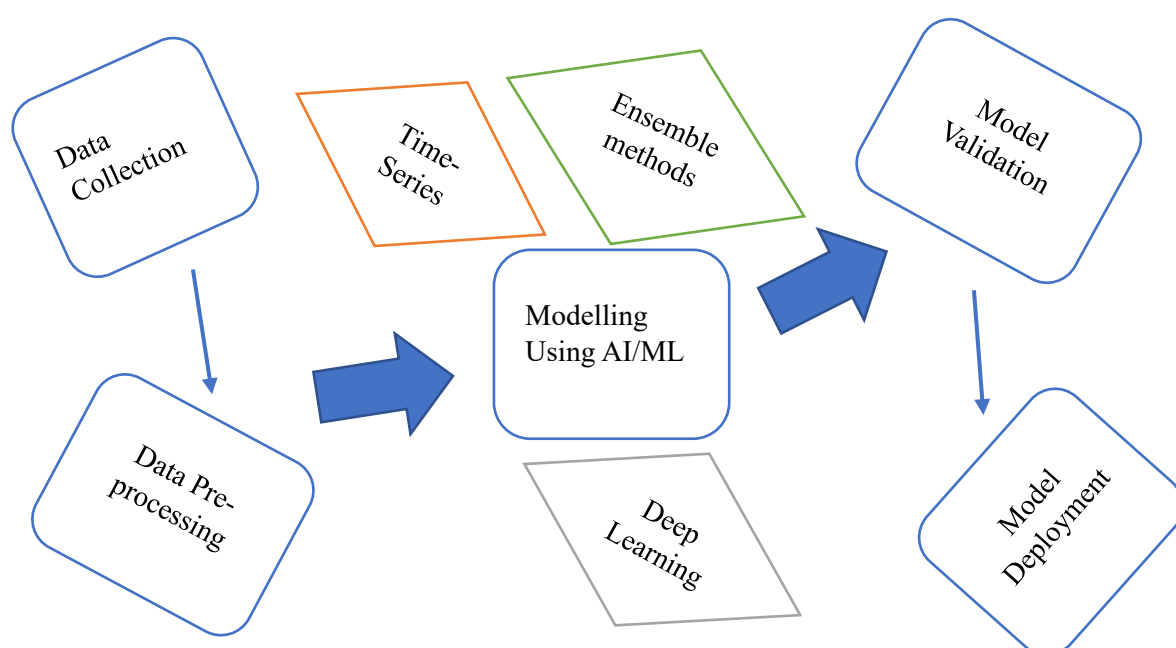 Data
Collection
Time-
Series
Ensemble
methods
Model
Validation
Modelling
Using AI/ML
Data Pre-
processing
Deep
Learning
Model
Deployment